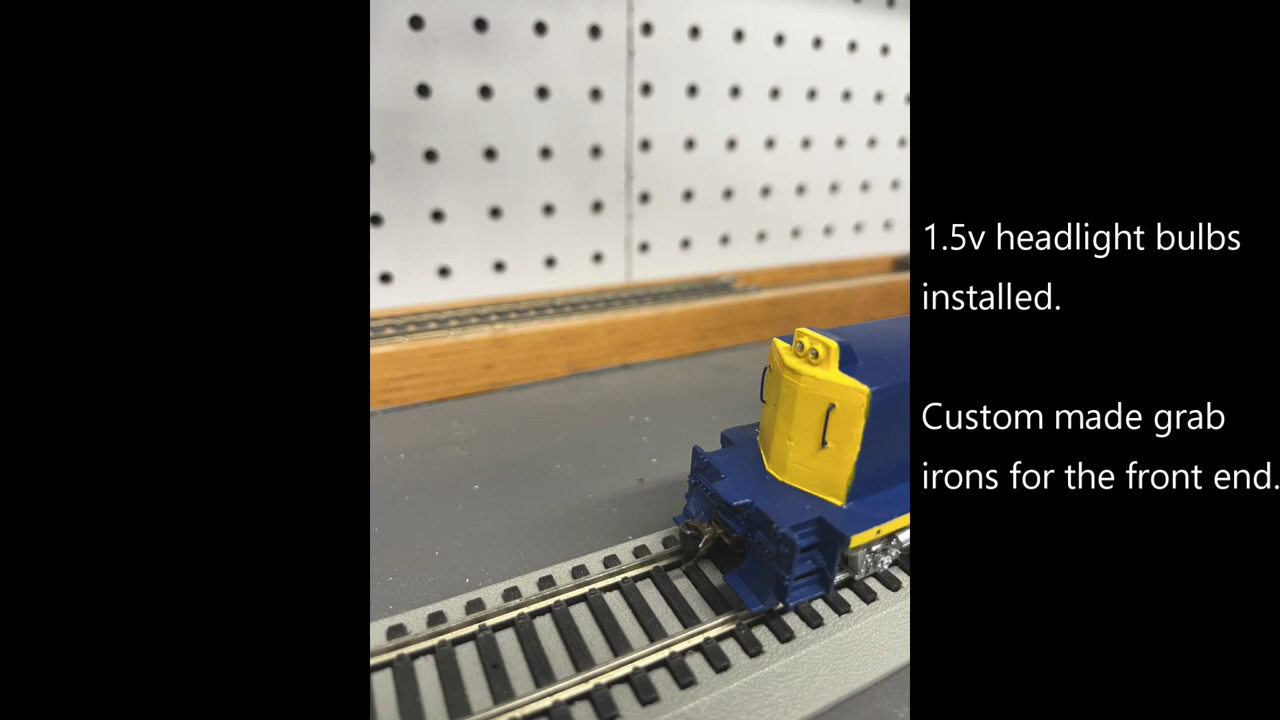 1.5v headlight bulbs
installed.
Custom made grab
irons for the front end.